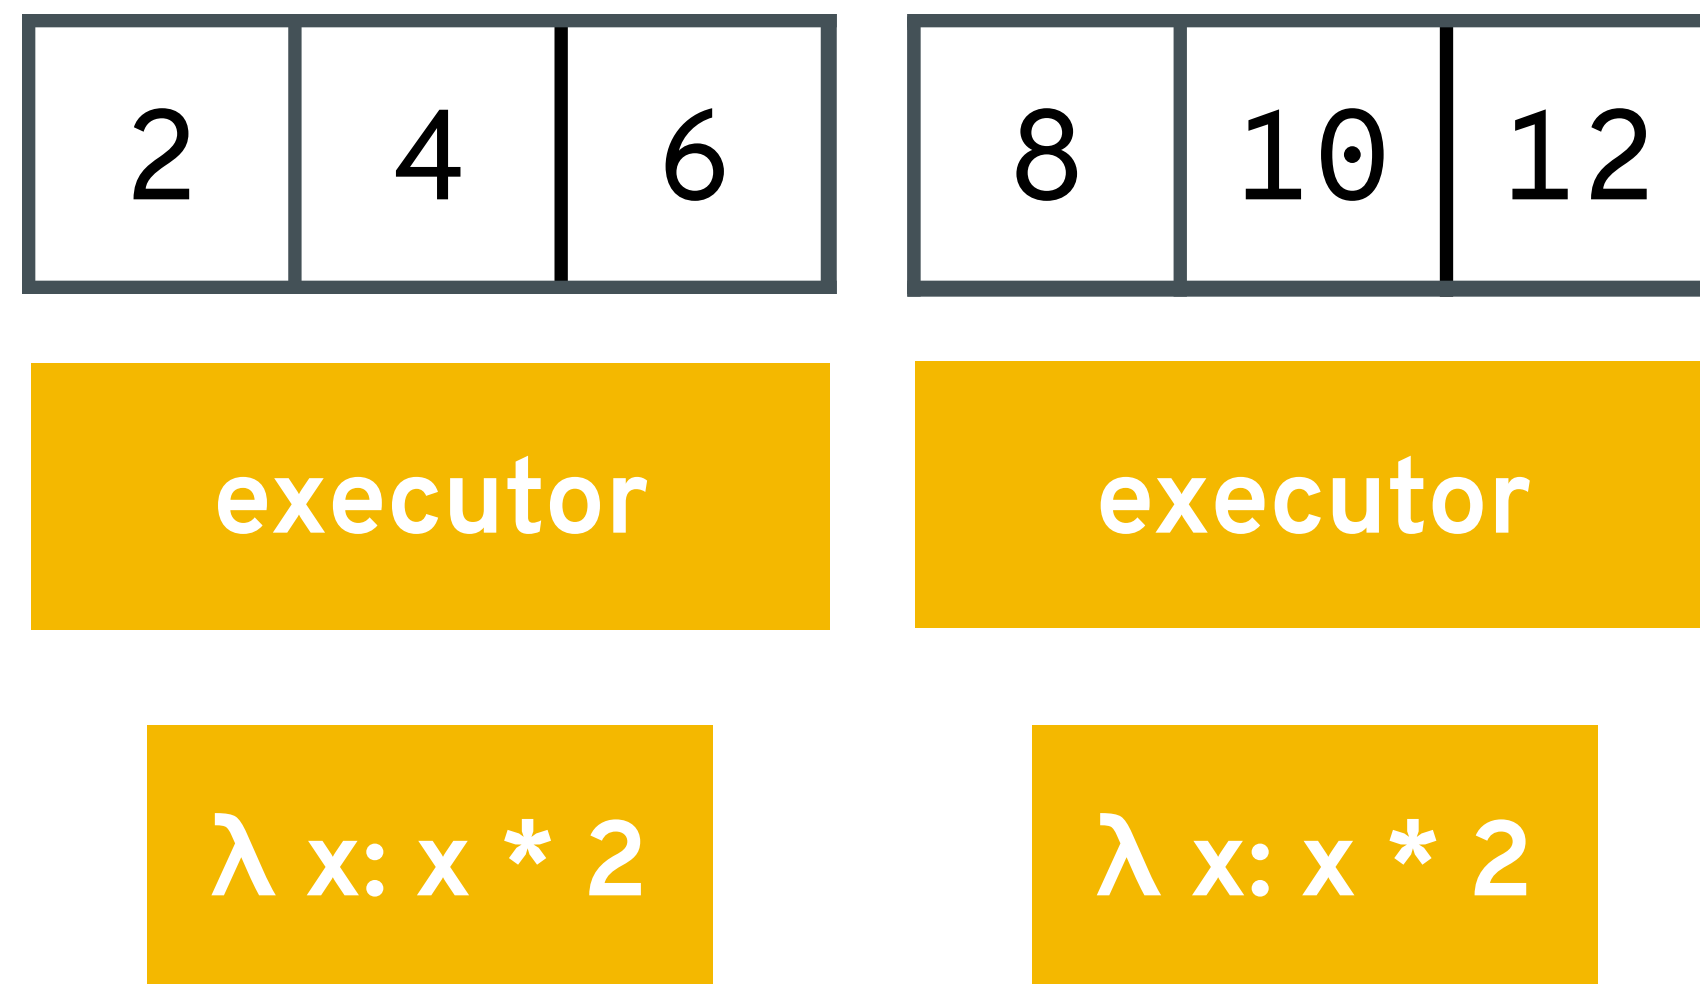 2 4 6 8 10 12
executor executor
λ x: x * 2 λ x: x * 2